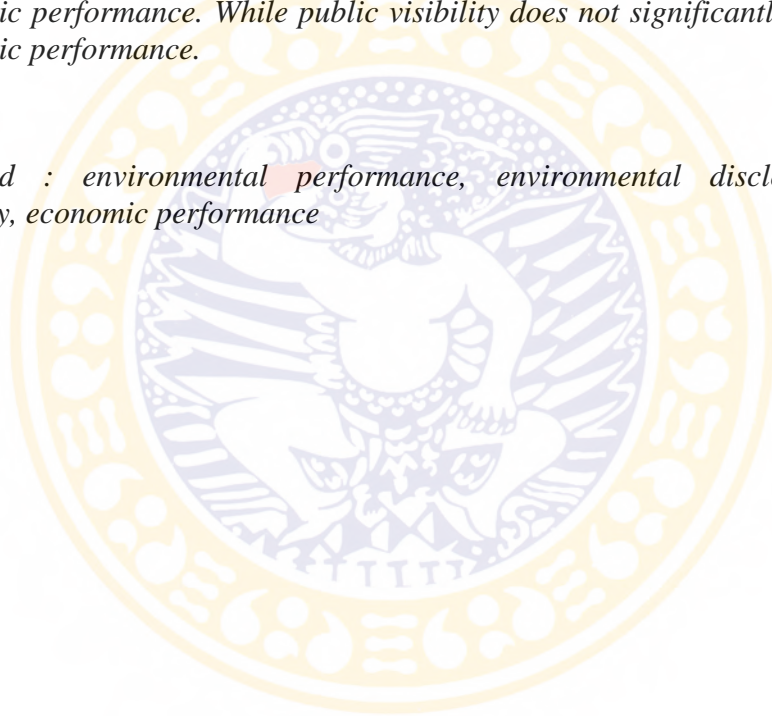 ic performance. While public visibility does not significantl
ic performance.
d : environmental performance, environmental discl
y, economic performance